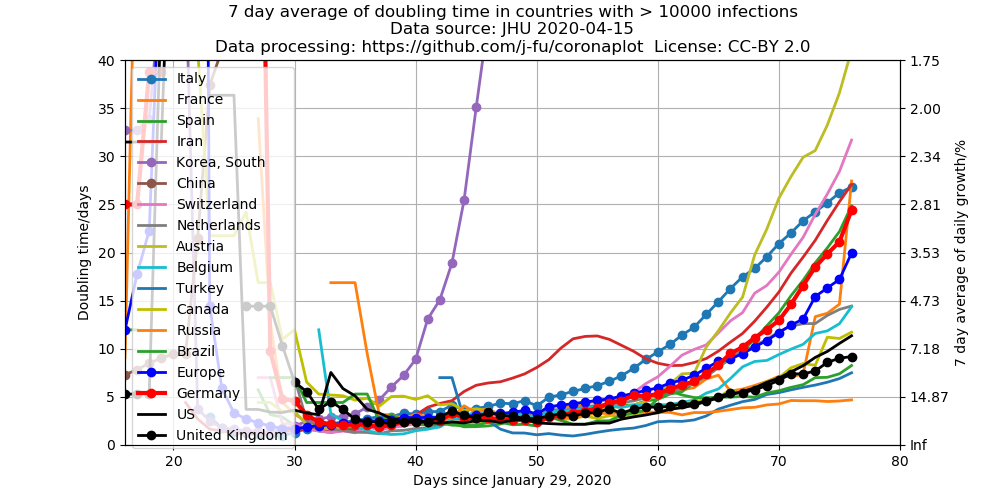 7 day average of doubling time in countries with > 10000 infections
Data source: JHU 2020-04-15
Data processing: https://github.com/j-fu/coronaplot  License: CC-BY 2.0
Doubling time/days
40
35
30
25
20
15
10
5
0
Italy
France
Spain
Iran
Korea, South
China
Switzerland
Netherlands
Austria
Belgium
Turkey
Canada
Russia
Brazil
Europe
Germany
US
United Kingdom
1.75
2.00
2.34
2.81
3.53
4.73
7.18
14.87
Inf
7 day average of daily growth/%
20
30
40
50
60
70
80
Days since January 29, 2020